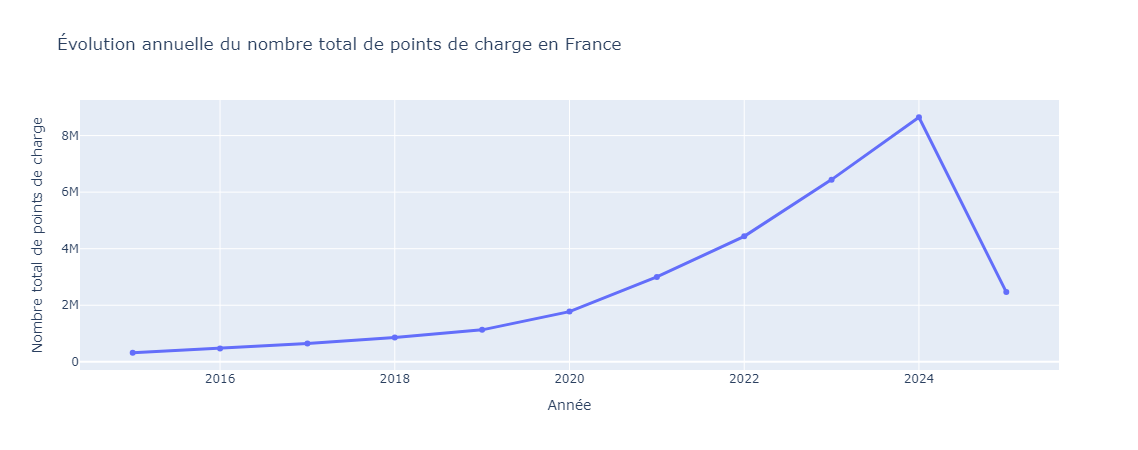 Évolution annuelle du nombre total de points de charge en France
Nombre total de points de charge
8M
6M
4M
2M
0
2016
2018
2020
2022
2024
Année